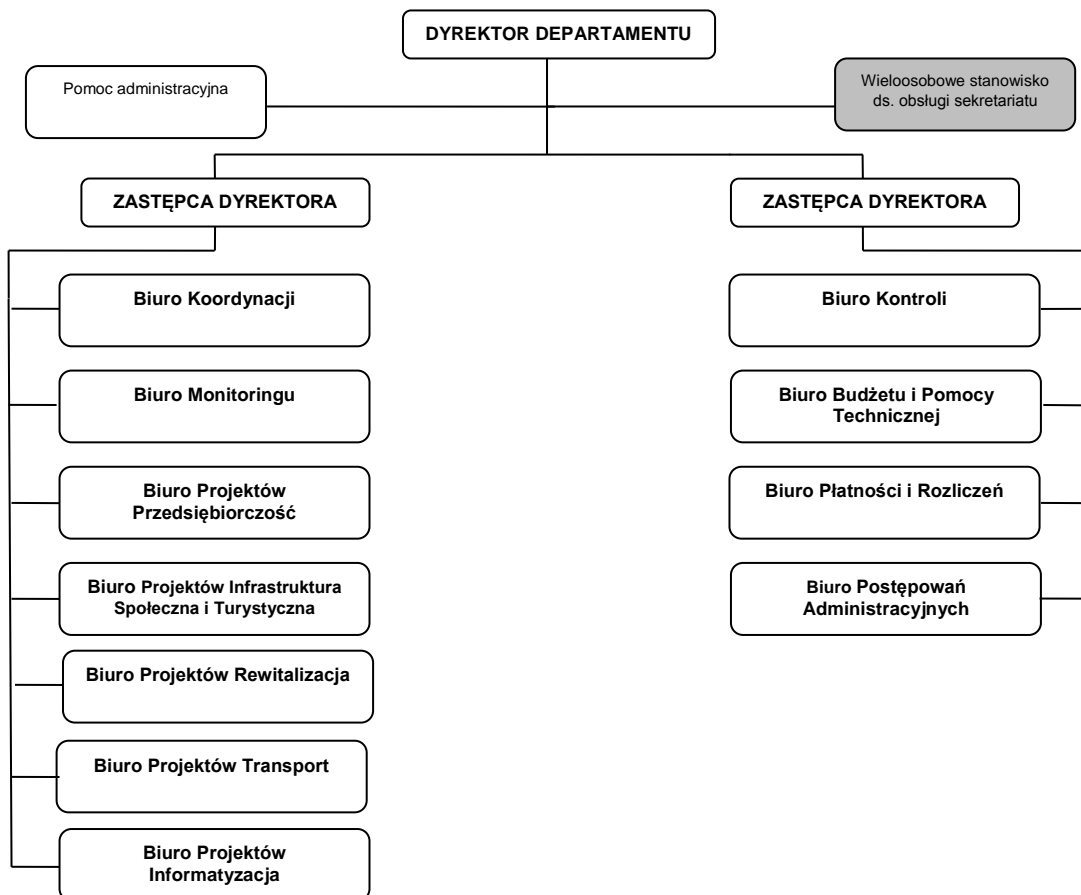 DYREKTOR DEPARTAMENTU
Pomoc administracyjna
Wieloosobowe stanowisko
ds. obsługi sekretariatu
ZASTĘPCA DYREKTORA
ZASTĘPCA DYREKTORA
Biuro Koordynacji
Biuro Monitoringu
Biuro Projektów
Przedsiębiorczość
Biuro Projektów Infrastruktura
Społeczna i Turystyczna
Biuro Projektów Rewitalizacja
Biuro Projektów Transport
Biuro Projektów
Informatyzacja
Biuro Kontroli
Biuro Budżetu i Pomocy
Technicznej
Biuro Płatności i Rozliczeń
Biuro Postępowań
Administracyjnych